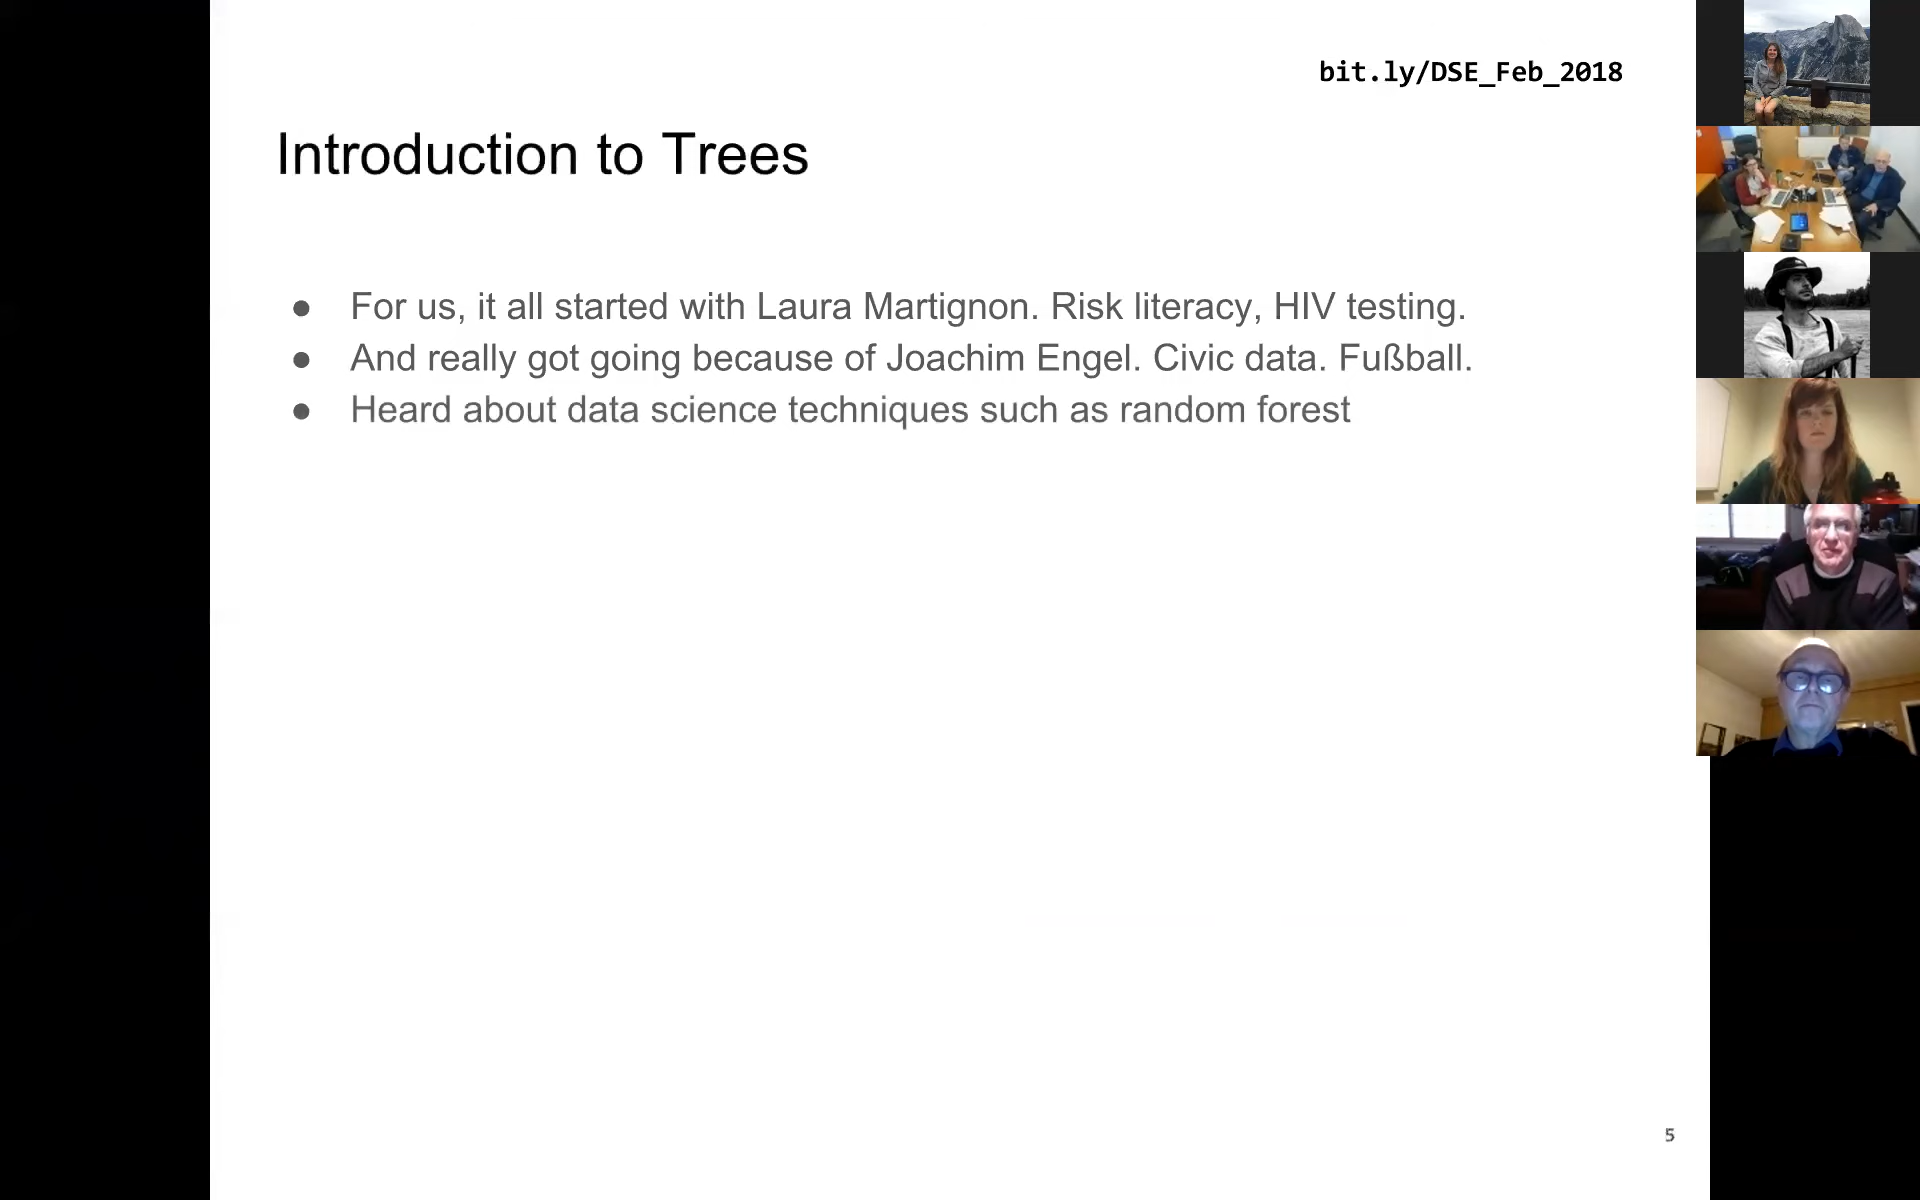 bit.ly/DSE_Feb_2018
Introduction to Trees
● For us, it all started with Laura Martignon. Risk literacy, HIV testing.
● And really got going because of Joachim Engel. Civic data. Fußball.
● Heard about data science techniques such as random forest
5